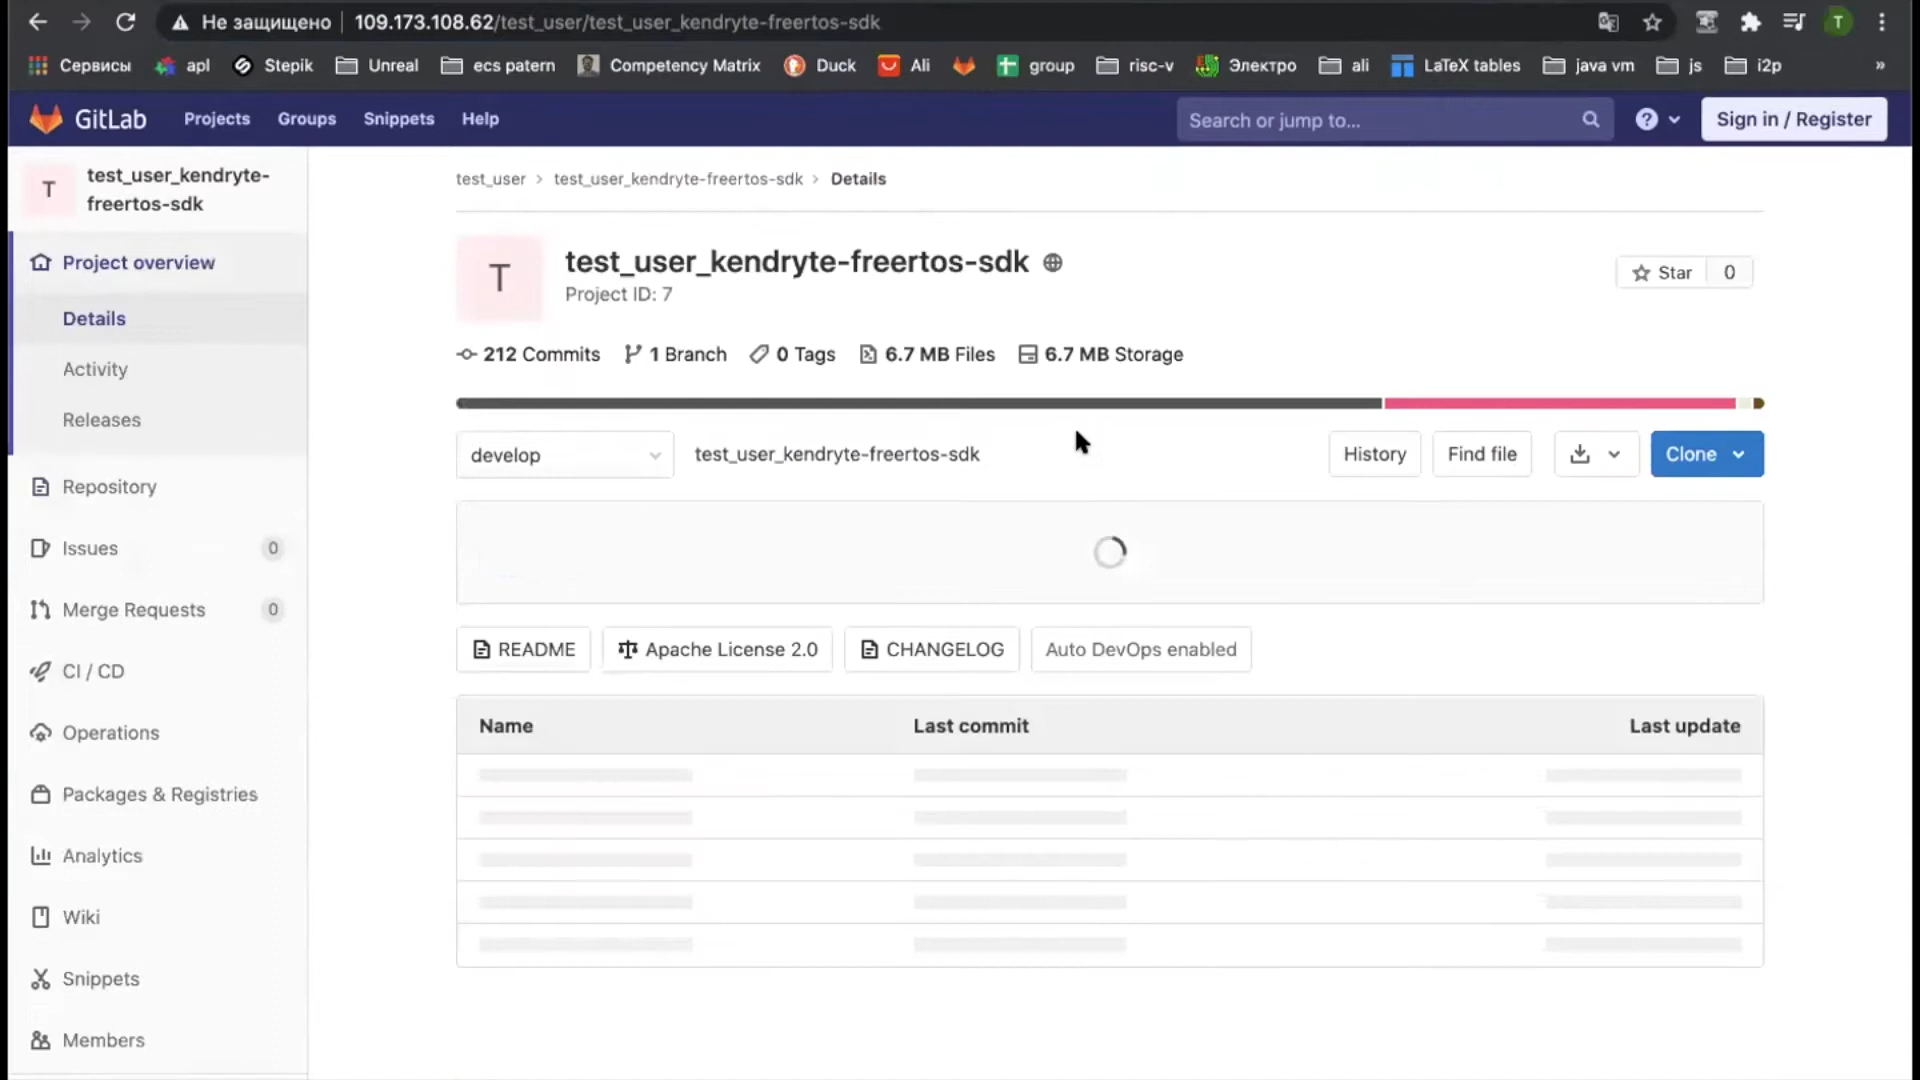 Не защищено 109.173.108.62/test_user/test_user_kendryte-freertos-sdk T
Сервисы apl Stepik Unreal ecs patern Competency Matrix Duck Ali group risc-v Электро ali LaTeX tables java vm js i2p »
GitLab Projects Groups Snippets Help Search or jump to... ? Sign in / Register
T test_user_kendryte-
freertos-sdk
Project overview
Details
Activity
Releases
Repository
Issues 0
Merge Requests 0
CI / CD
Operations
Packages & Registries
Analytics
Wiki
Snippets
Members
test_user > test_user_kendryte-freertos-sdk > Details
T
test_user_kendryte-freertos-sdk
Project ID: 7
Star 0
212 Commits 1 Branch 0 Tags 6.7 MB Files 6.7 MB Storage
develop test_user_kendryte-freertos-sdk History Find file Clone
README Apache License 2.0 CHANGELOG Auto DevOps enabled
Name Last commit Last update